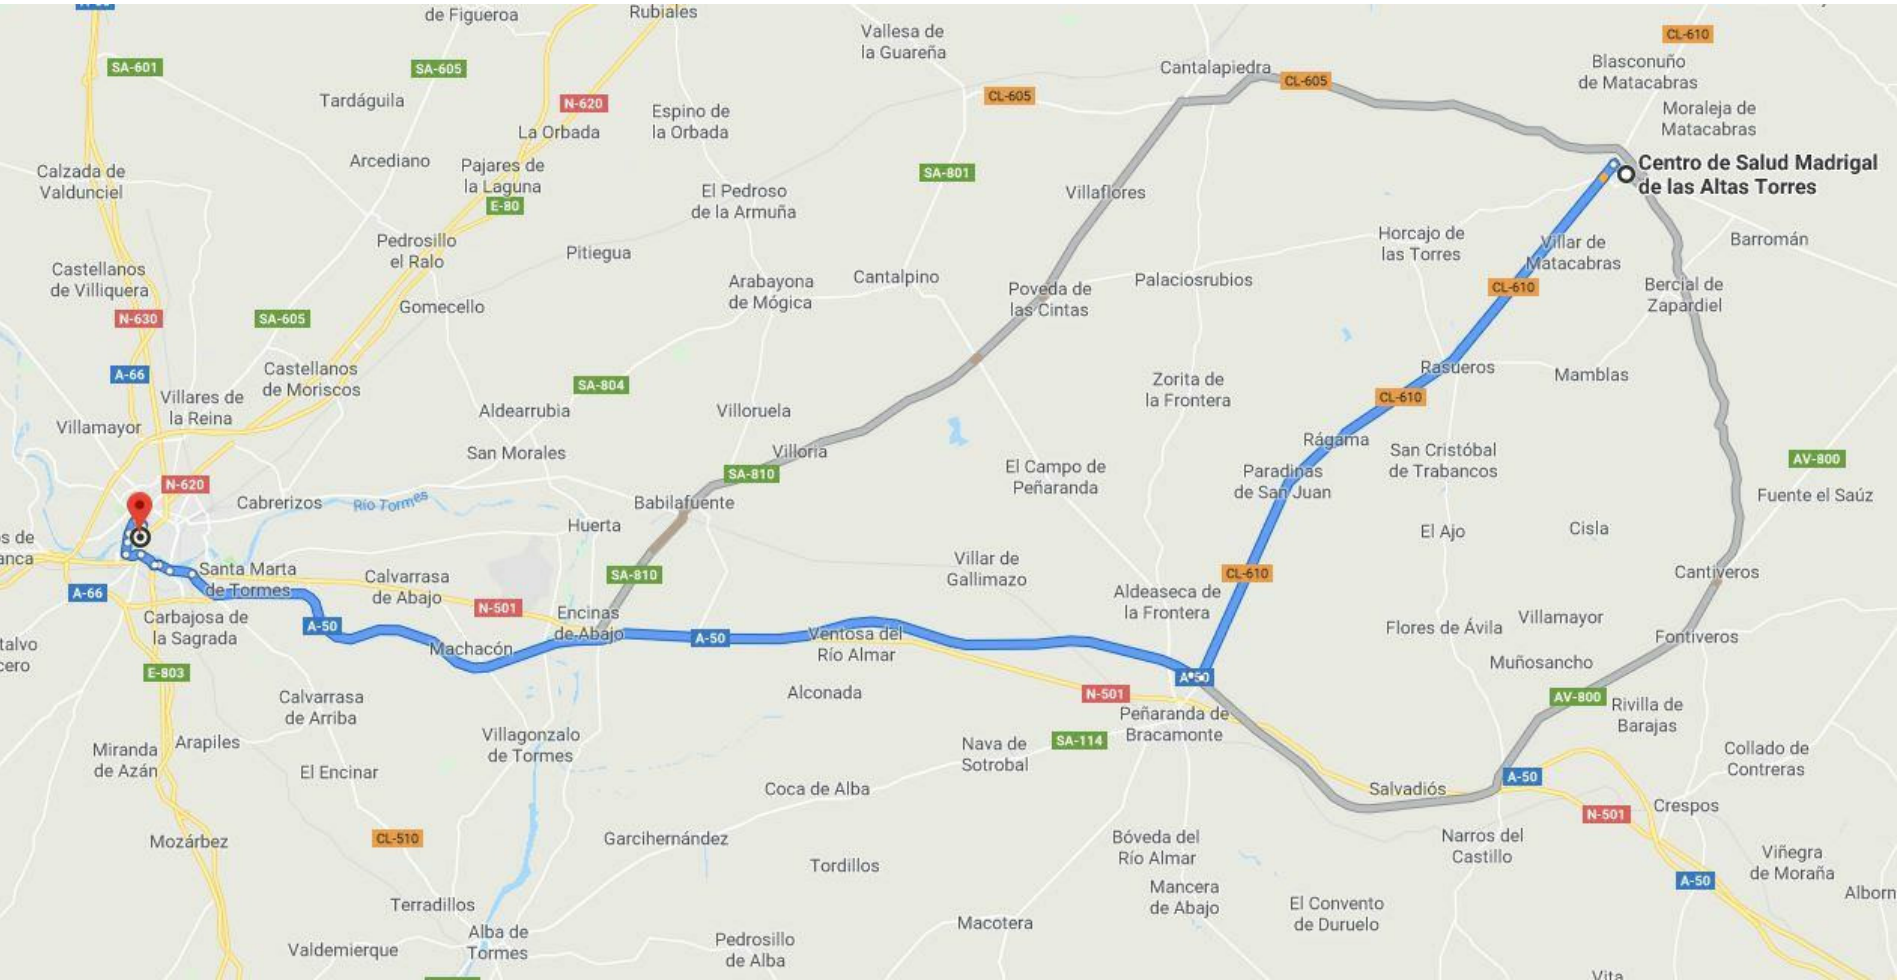 de Figueroa
Rubiales
Vallesa de
la Guareña
CL-610
Blasconuño
de Matacabras
SA-601
SA-605
Cantalapiedra
CL-605
CL-605
Tardáguila
N-620
Espino de
la Orbada
La Orbada
Moraleja de
Matacabras
Arcediano
Pajares de
la Laguna
E-80
SA-801
Calzada de
Valdunciel
El Pedroso
de la Armuña
Villaflores
Centro de Salud Madrigal
de las Altas Torres
Pedrosillo
el Ralo
Pitiegua
Horcajo de
las Torres
Villar de
Matacabras
Barromán
Castellanos
de Villiquera
Arabayona
de Mógica
Cantalpino
Poveda de
las Cintas
Palaciosrubios
CL-610
Bercial de
Zapardiel
N-630
SA-605
Gomecello
A-66
Castellanos
de Moriscos
SA-804
Zorita de
la Frontera
Rasueros
Mamblas
CL-610
Villares de
la Reina
Villamayor
Aldearrubia
Villoruela
San Morales
Villoria
Rágama
San Cristóbal
de Trabancos
AV-800
N-620
SA-810
El Campo de
Peñaranda
Paradinas
de San Juan
Fuente el Saúz
Cabrerizos
Río Tormes
Babilafuente
Huerta
El Ajo
Cisla
s de
anca
Santa Marta
de Tormes
Calvarrasa
de Abajo
SA-810
Villar de
Gallimazo
CL-610
Cantiveros
A-66
N-501
Encinas
de Abajo
Aldeaseca de
la Frontera
Carbajosa de
la Sagrada
A-50
Machacón
A-50
Ventosa del
Río Almar
Flores de Ávila
Villamayor
Fontiveros
talvo
cero
E-803
Muñosancho
A-50
N-501
AV-800
Calvarrasa
de Arriba
Alconada
Peñaranda de
Bracamonte
Rivilla de
Barajas
Miranda
de Azán
Arapiles
Villagonzalo
de Tormes
Nava de
Sotrobal
SA-114
Collado de
Contreras
El Encinar
Coca de Alba
Salvadiós
A-50
N-501
Crespos
Mozárbez
CL-510
Garcihernández
Bóveda del
Río Almar
Narros del
Castillo
Tordillos
Viñegra
de Moraña
A-50
Mancera
de Abajo
Alborn
Terradillos
El Convento
de Duruelo
Macotera
Alba de
Tormes
Valdemierque
Pedrosillo
de Alba
Vita